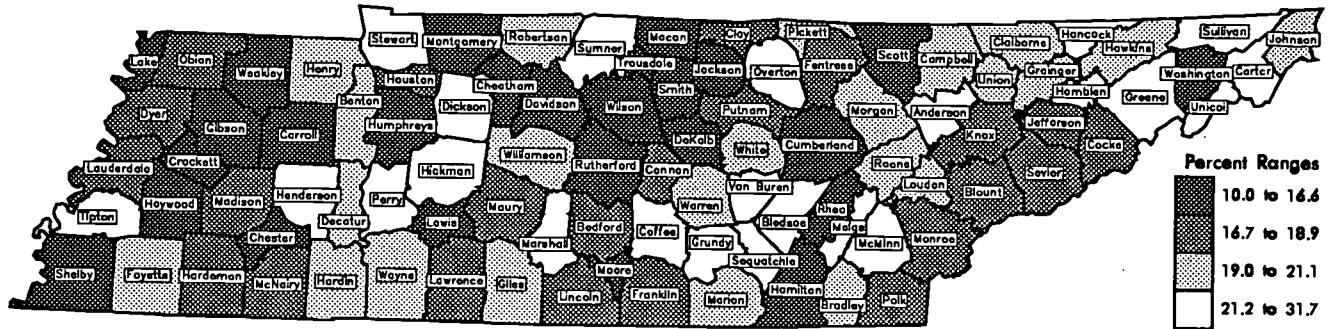 Stewart
Montgomery
Robertson
Sumner
Macon
Clay
Pickett
Scott
Claiborne
Hancock
Hawkins
Sullivan
Johnson
Lake
Obion
Weakley
Henry
Houston
Cheatham
Trousdale
Jackson
Overton
Fentress
Campbell
Union
Grainger
Hamblen
Washington
Carter
Greene
Unicoi
Dyer
Gibson
Carroll
Benton
Humphreys
Dickson
Davidson
Wilson
Smith
Putnam
Morgan
Anderson
Knox
Jefferson
Cocke
Lauderdale
Crockett
Henderson
Hickman
Williamson
Rutherford
DeKalb
Cannon
White
Cumberland
Roane
Loudon
Blount
Sevier
Tipton
Haywood
Madison
Chester
Decatur
Perry
Lewis
Maury
Marshall
Bedford
Coffee
Warren
Van Buren
Bledsoe
Rhea
Meigs
McMinn
Monroe
Grundy
Sequatchie
Shelby
Fayette
Hardeman
McNairy
Hardin
Wayne
Lawrence
Giles
Lincoln
Moore
Franklin
Marion
Hamilton
Bradley
Polk
Percent Ranges
10.0 to 16.6
16.7 to 18.9
19.0 to 21.1
21.2 to 31.7